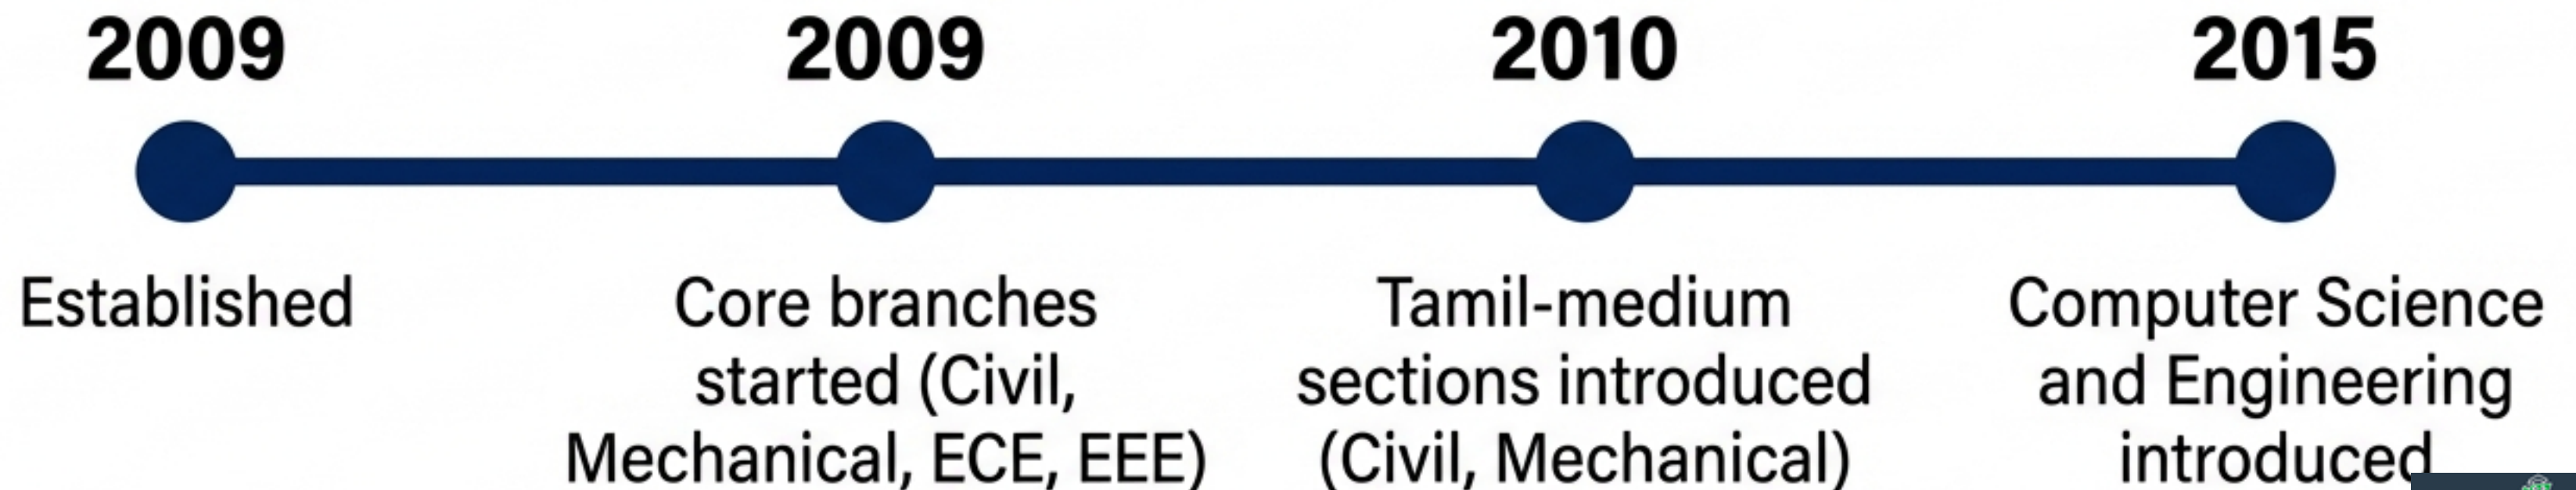 2009
Established
2009
Core branches
started (Civil,
Mechanical, ECE, EEE)
2010
Tamil-medium
sections introduced
(Civil, Mechanical)
2015
Computer Science
and Engineering
introduced